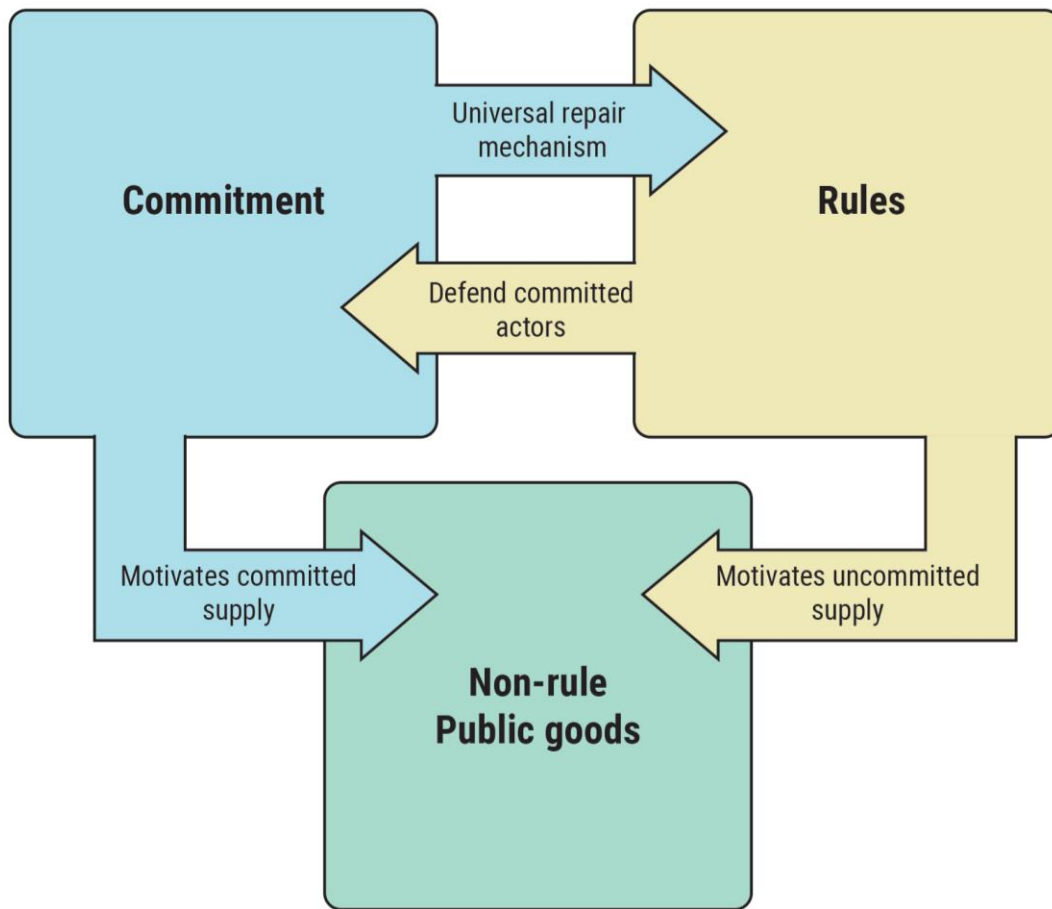 Universal repair
mechanism
Commitment
Rules
Defend committed
actors
Motivates committed
supply
Motivates uncommitted
supply
Non-rule
Public goods